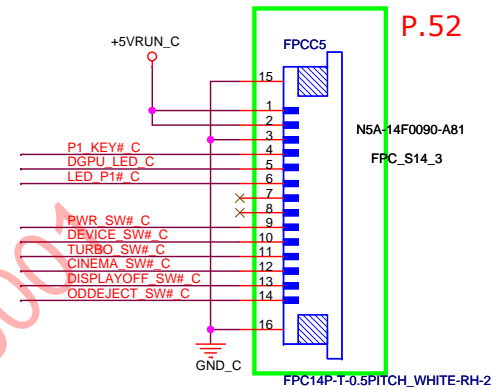 P.52
+5VRUN_C
FPCC5
15
1
2
3
N5A-14F0090-A81
P1_KEY#_C 4
DGPU_LED_C 5
FPC_S14_3
LED_P1#_C 6
7
8
PWR_SW#_C 9
DEVICE_SW#_C 10
TURBO_SW#_C 11
CINEMA_SW#_C 12
DISPLAYOFF_SW#_C 13
ODDEJECT_SW#_C 14
16
GND_C
FPC14P-T-0.5PITCH_WHITE-RH-2